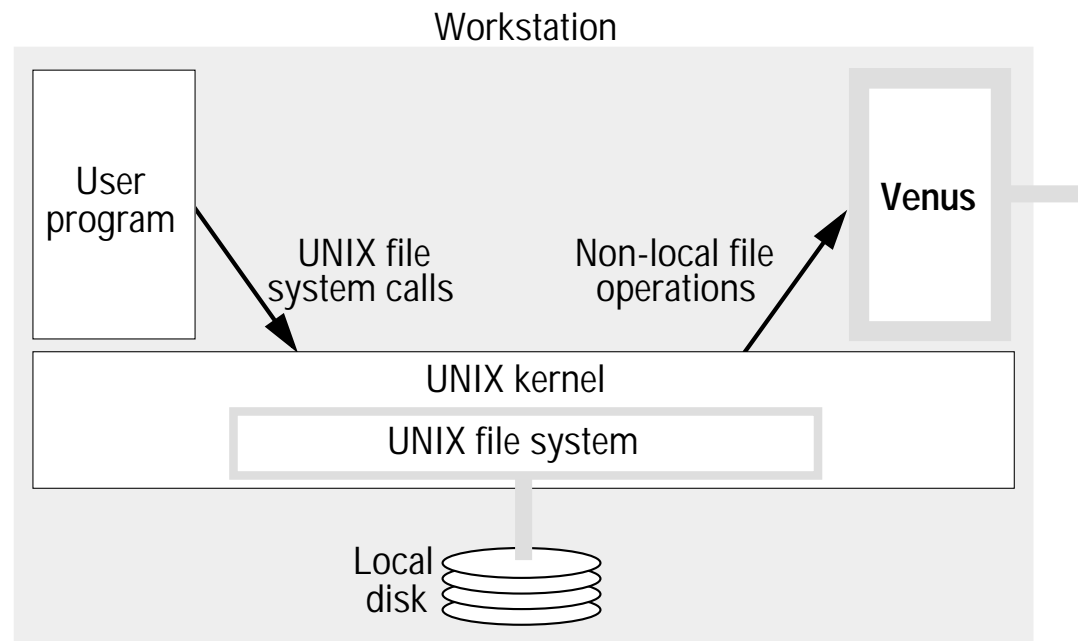 Workstation
User
program
UNIX file
system calls
Non-local file
operations
Venus
UNIX kernel
UNIX file system
Local
disk